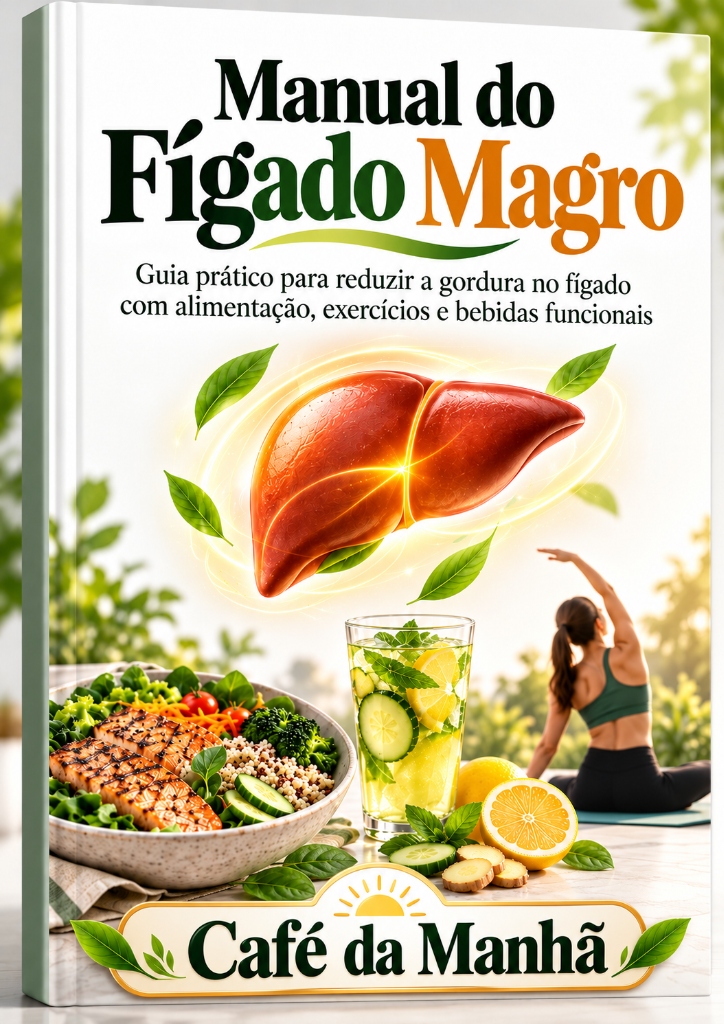 Manual do
Fígado Magro
Guia prático para reduzir a gordura no fígado
com alimentação, exercícios e bebidas funcionais
Café da Manhã